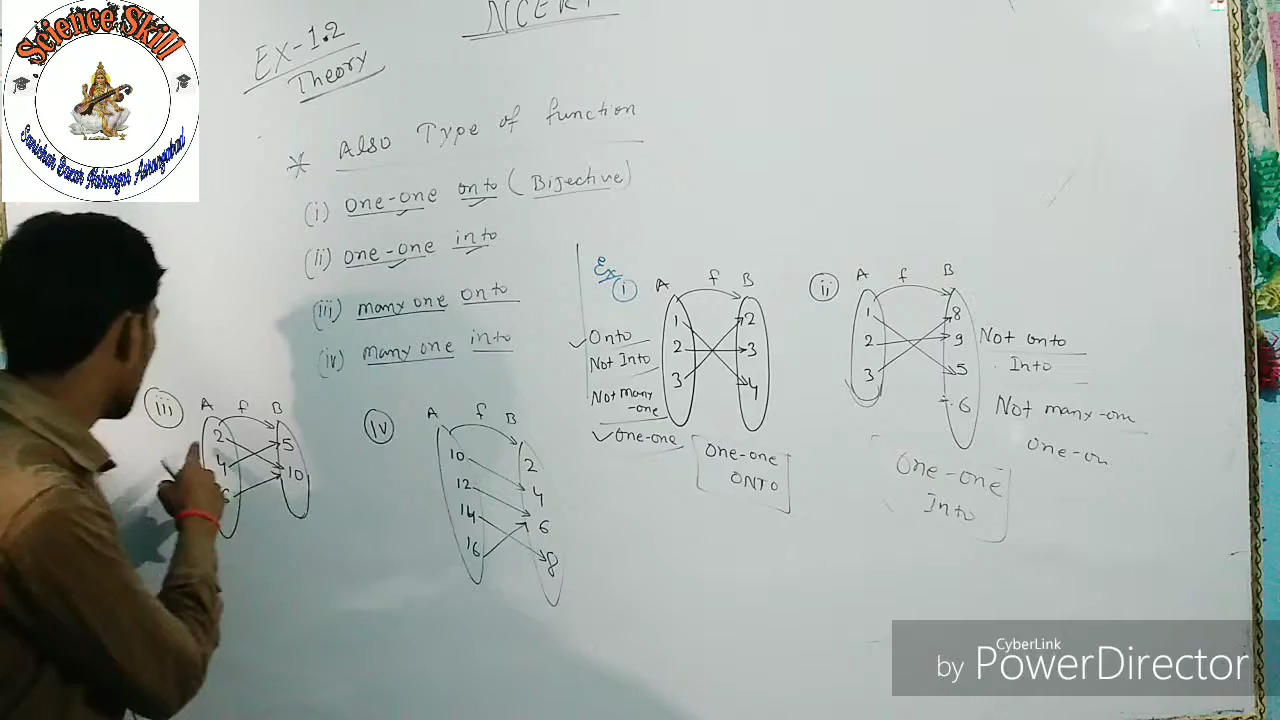 Science Skill
NCERT
EX-1.2
Theory
* Also Type of function
(i) one-one onto (Bijective)
(ii) one-one into
(iii) many one onto
(iv) many one into
Ex
(i)
A f B
1 2
2 3
3 4
Onto
Not Into
Not many
-one
One-one
One-one
ONTO
ii
A f B
1 8
2 9
3 5
6
Not onto
Into
Not many-one
One-on
One-one
Into
iii
A f B
2 5
4 10
6
iv
A f B
10 2
12 4
14 6
16 8
CyberLink
by PowerDirector